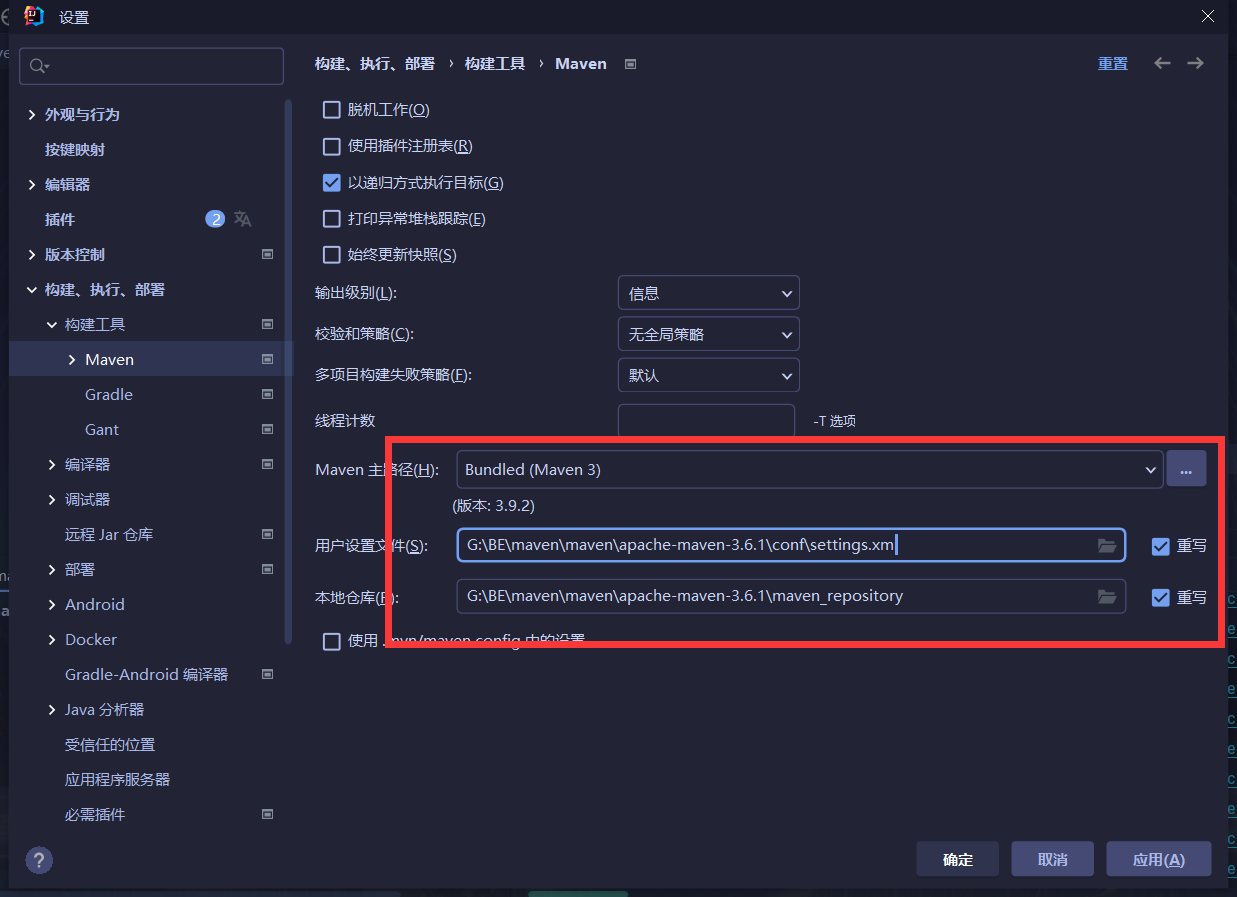 设置
构建、执行、部署 › 构建工具 › Maven
重置
外观与行为
按键映射
编辑器
插件 2
版本控制
构建、执行、部署
构建工具
Maven
Gradle
Gant
编译器
调试器
远程 Jar 仓库
部署
Android
Docker
Gradle-Android 编译器
Java 分析器
受信任的位置
应用程序服务器
必需插件
脱机工作(O)
使用插件注册表(R)
以递归方式执行目标(G)
打印异常堆栈跟踪(E)
始终更新快照(S)
输出级别(L): 信息
校验和策略(C): 无全局策略
多项目构建失败策略(F): 默认
线程计数 -T 选项
Maven 主路径(H): Bundled (Maven 3) ...
(版本: 3.9.2)
用户设置文件(S): G:\BE\maven\maven\apache-maven-3.6.1\conf\settings.xm 重写
本地仓库(R): G:\BE\maven\maven\apache-maven-3.6.1\maven_repository 重写
使用 .mvn/maven.config 中的设置
? 确定 取消 应用(A)